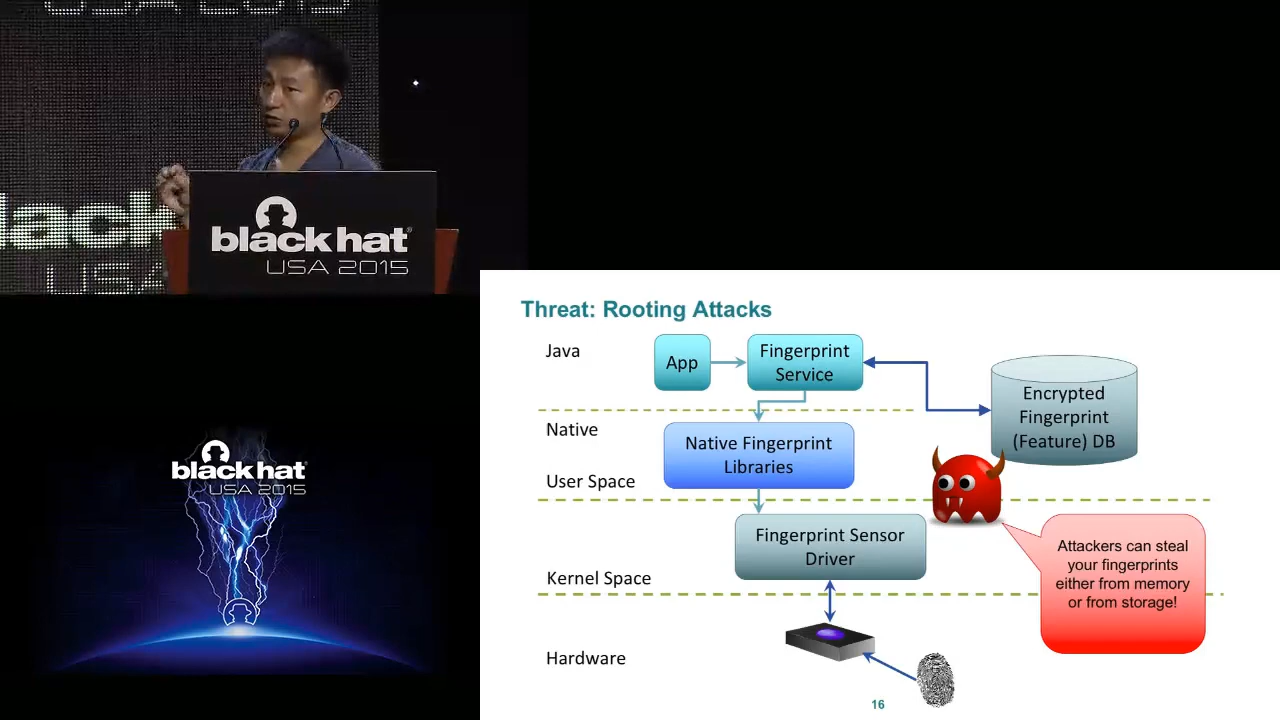 black hat
USA 2015
lack
USA
black hat
USA 2015
Threat: Rooting Attacks
Java
App
Fingerprint
Service
Encrypted
Fingerprint
(Feature) DB
Native
Native Fingerprint
Libraries
User Space
Fingerprint Sensor
Driver
Kernel Space
Attackers can steal
your fingerprints
either from memory
or from storage!
Hardware
16